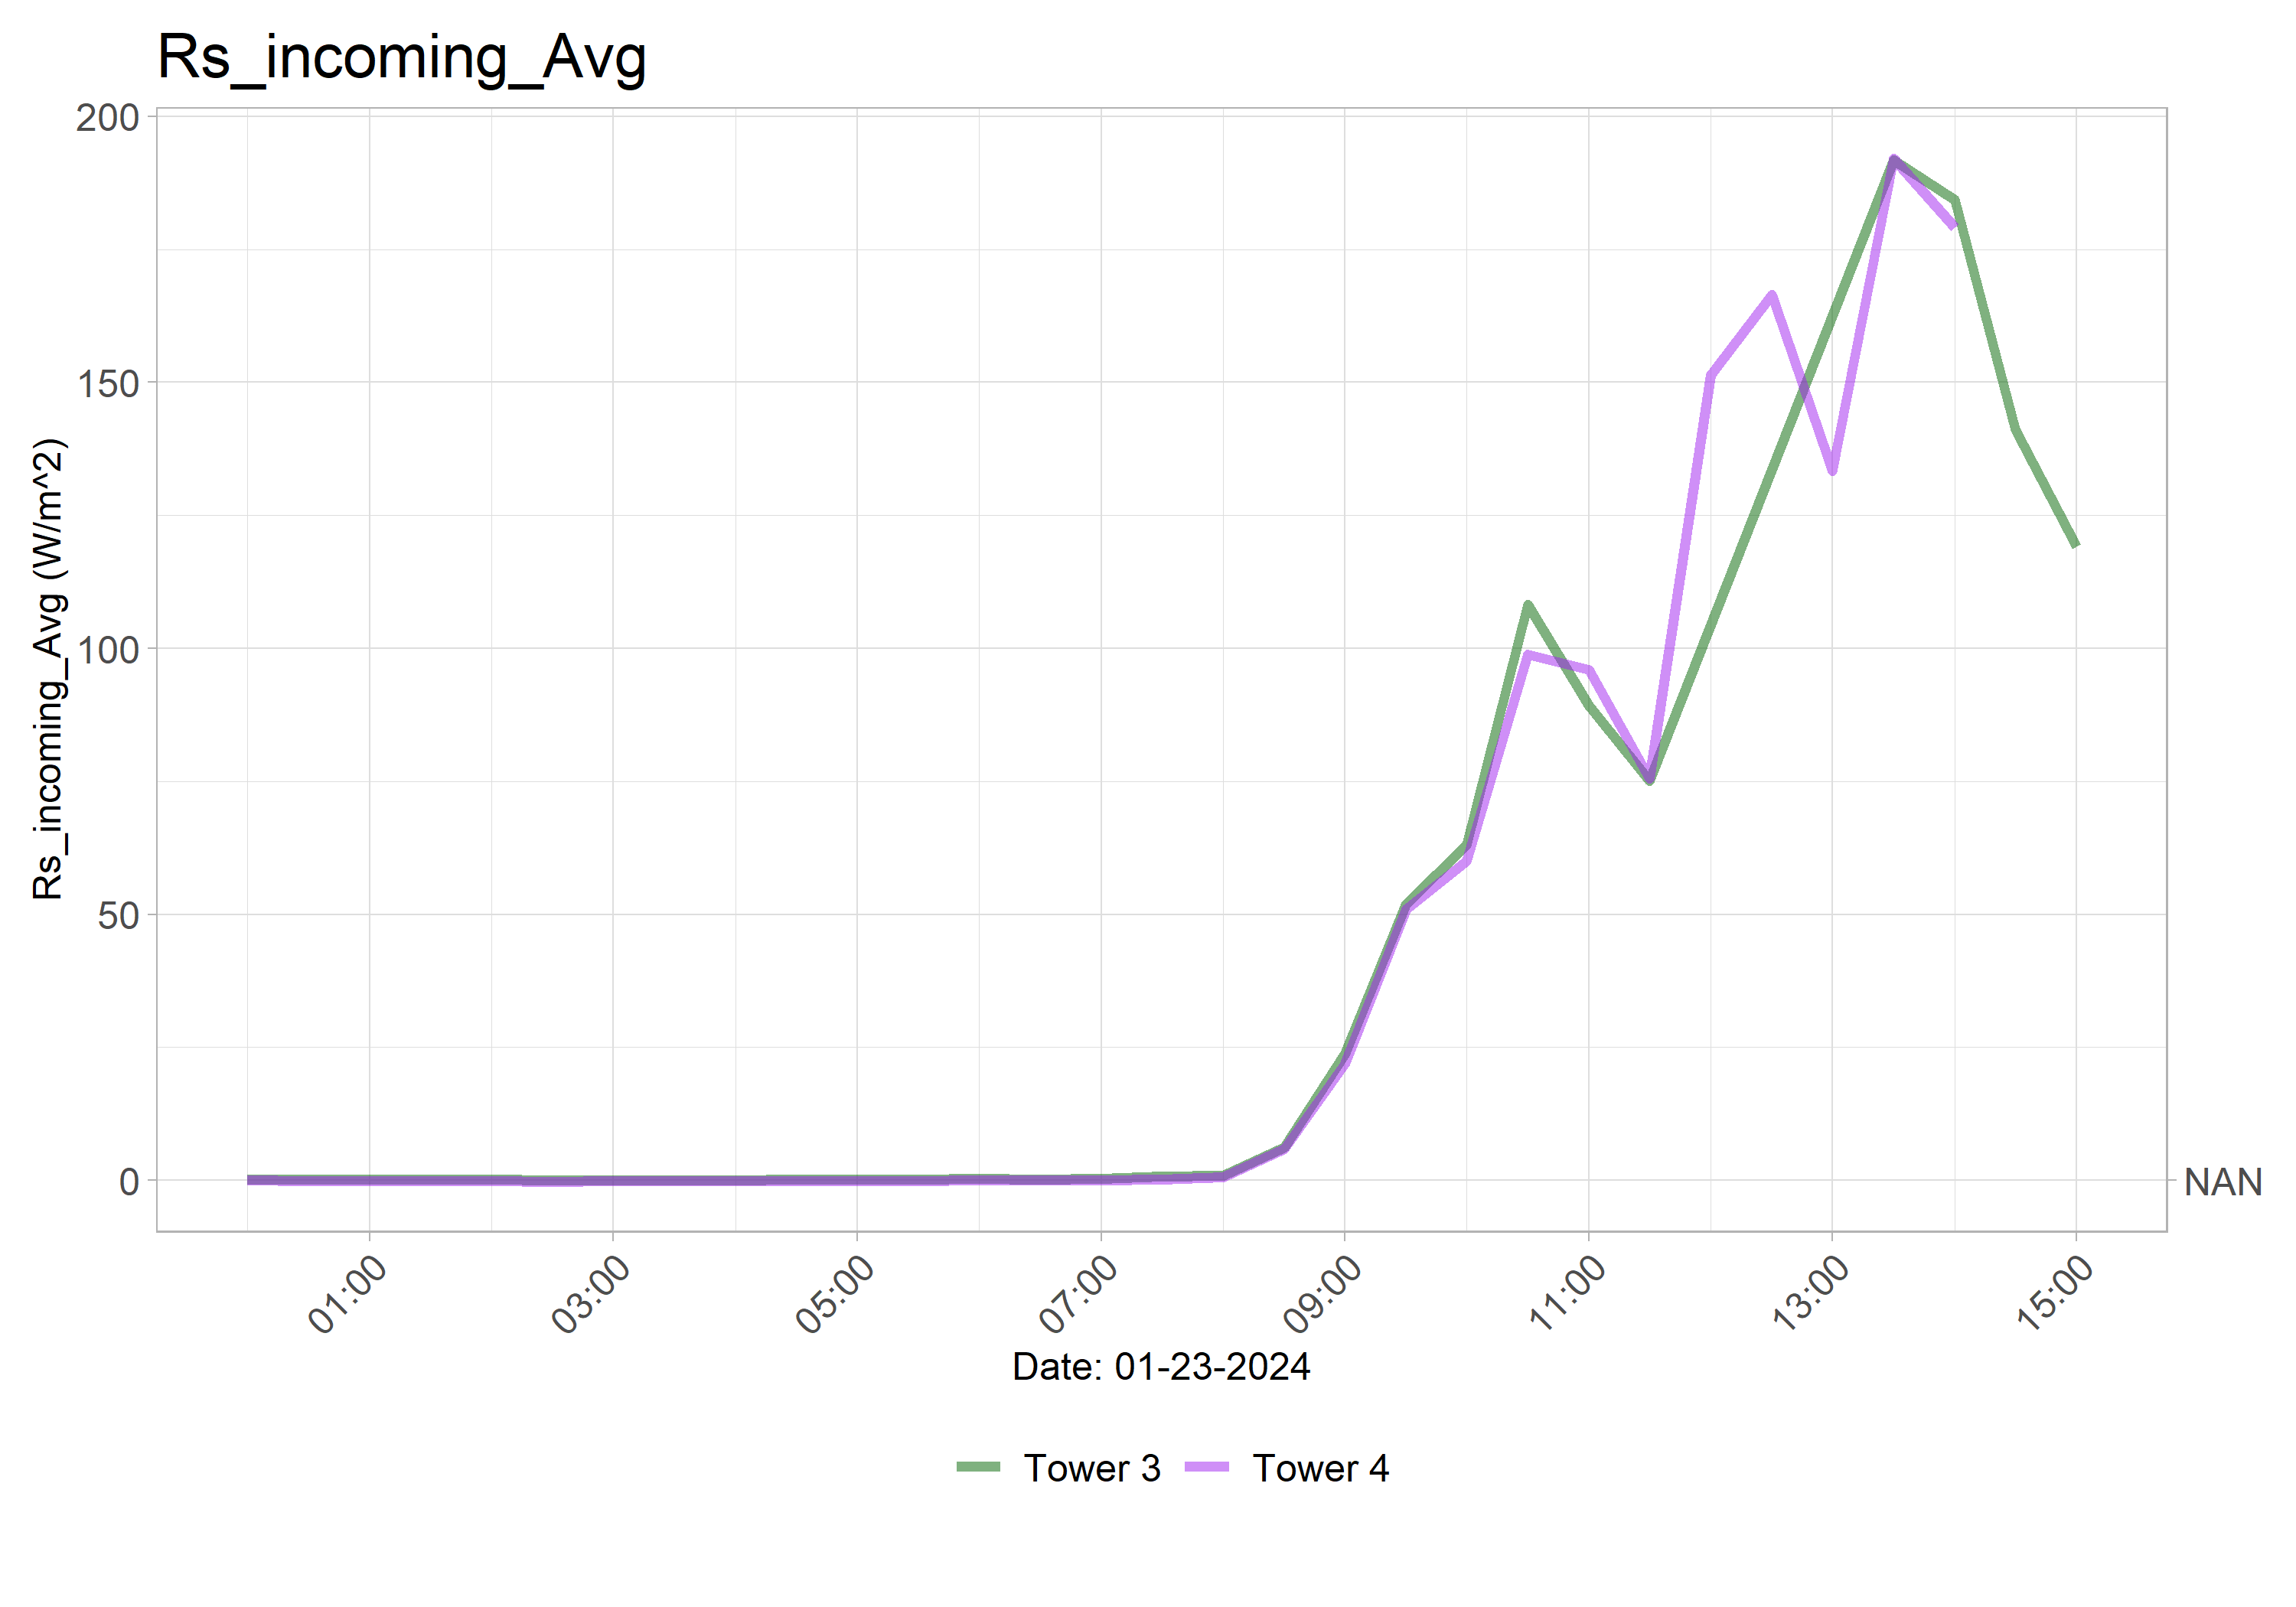 Rs_incoming_Avg
Rs_incoming_Avg (W/m^2)
200
150
100
50
0
NAN
01:00 03:00 05:00 07:00 09:00 11:00 13:00 15:00
Date: 01-23-2024
Tower 3 Tower 4